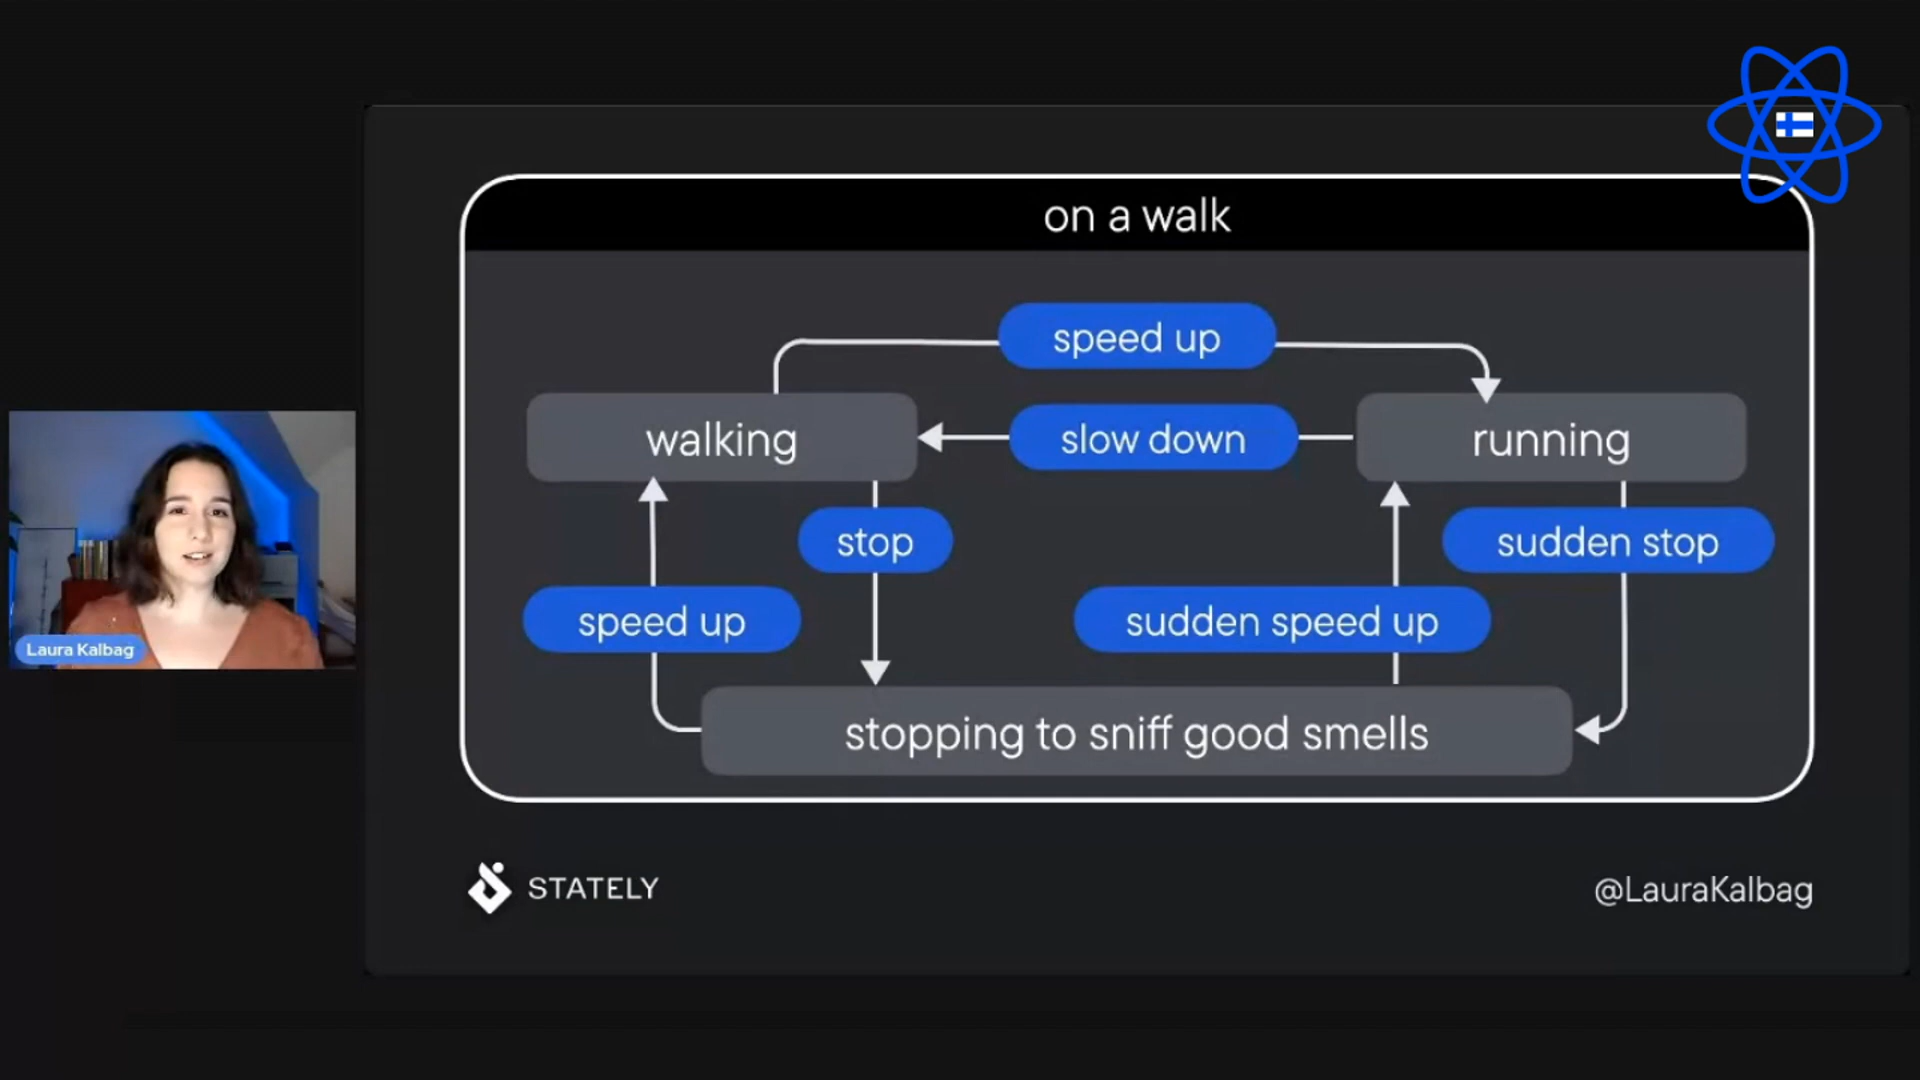 on a walk
speed up
walking
slow down
running
stop
sudden stop
speed up
sudden speed up
stopping to sniff good smells
Laura Kalbag
STATELY
@LauraKalbag